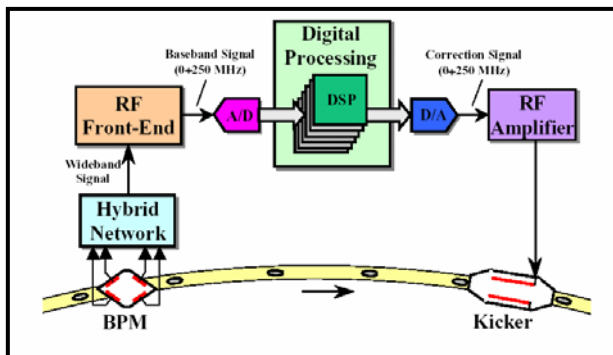 Baseband Signal
(0÷250 MHz)
Digital
Processing
Correction Signal
(0÷250 MHz)
RF
Front-End
A/D
DSP
D/A
RF
Amplifier
Wideband
Signal
Hybrid
Network
BPM
Kicker